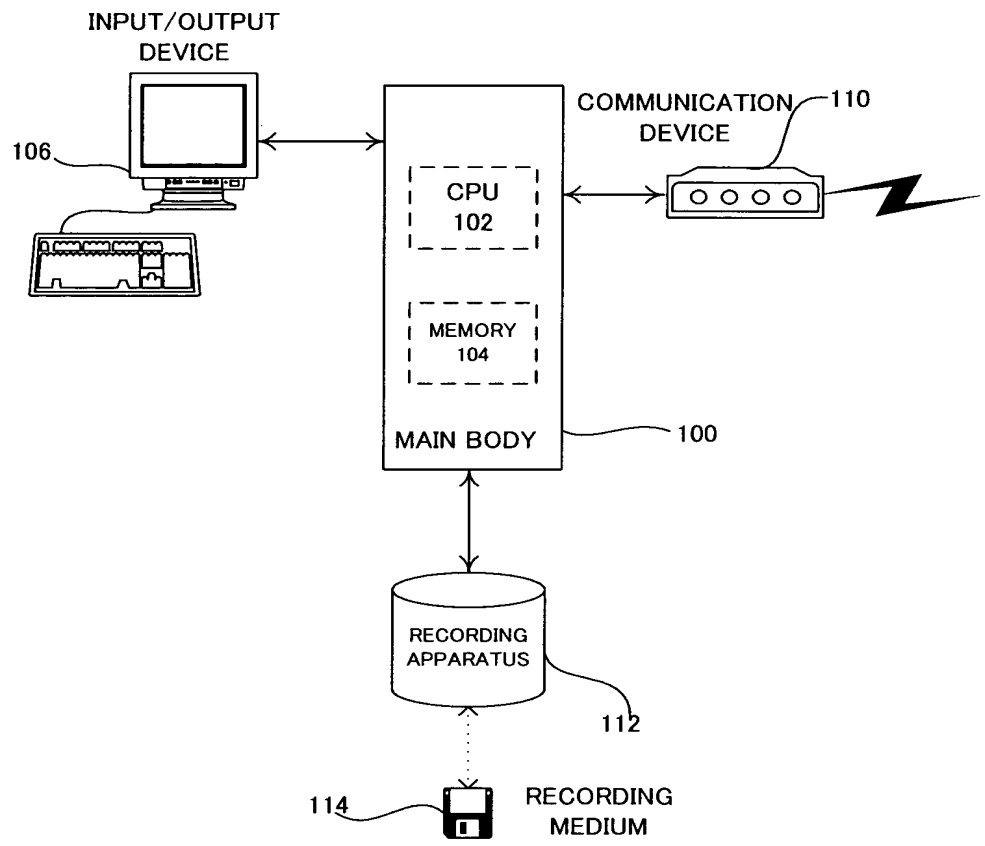 INPUT/OUTPUT
DEVICE
106
COMMUNICATION
DEVICE
110
CPU
102
MEMORY
104
MAIN BODY
100
RECORDING
APPARATUS
112
114
RECORDING
MEDIUM